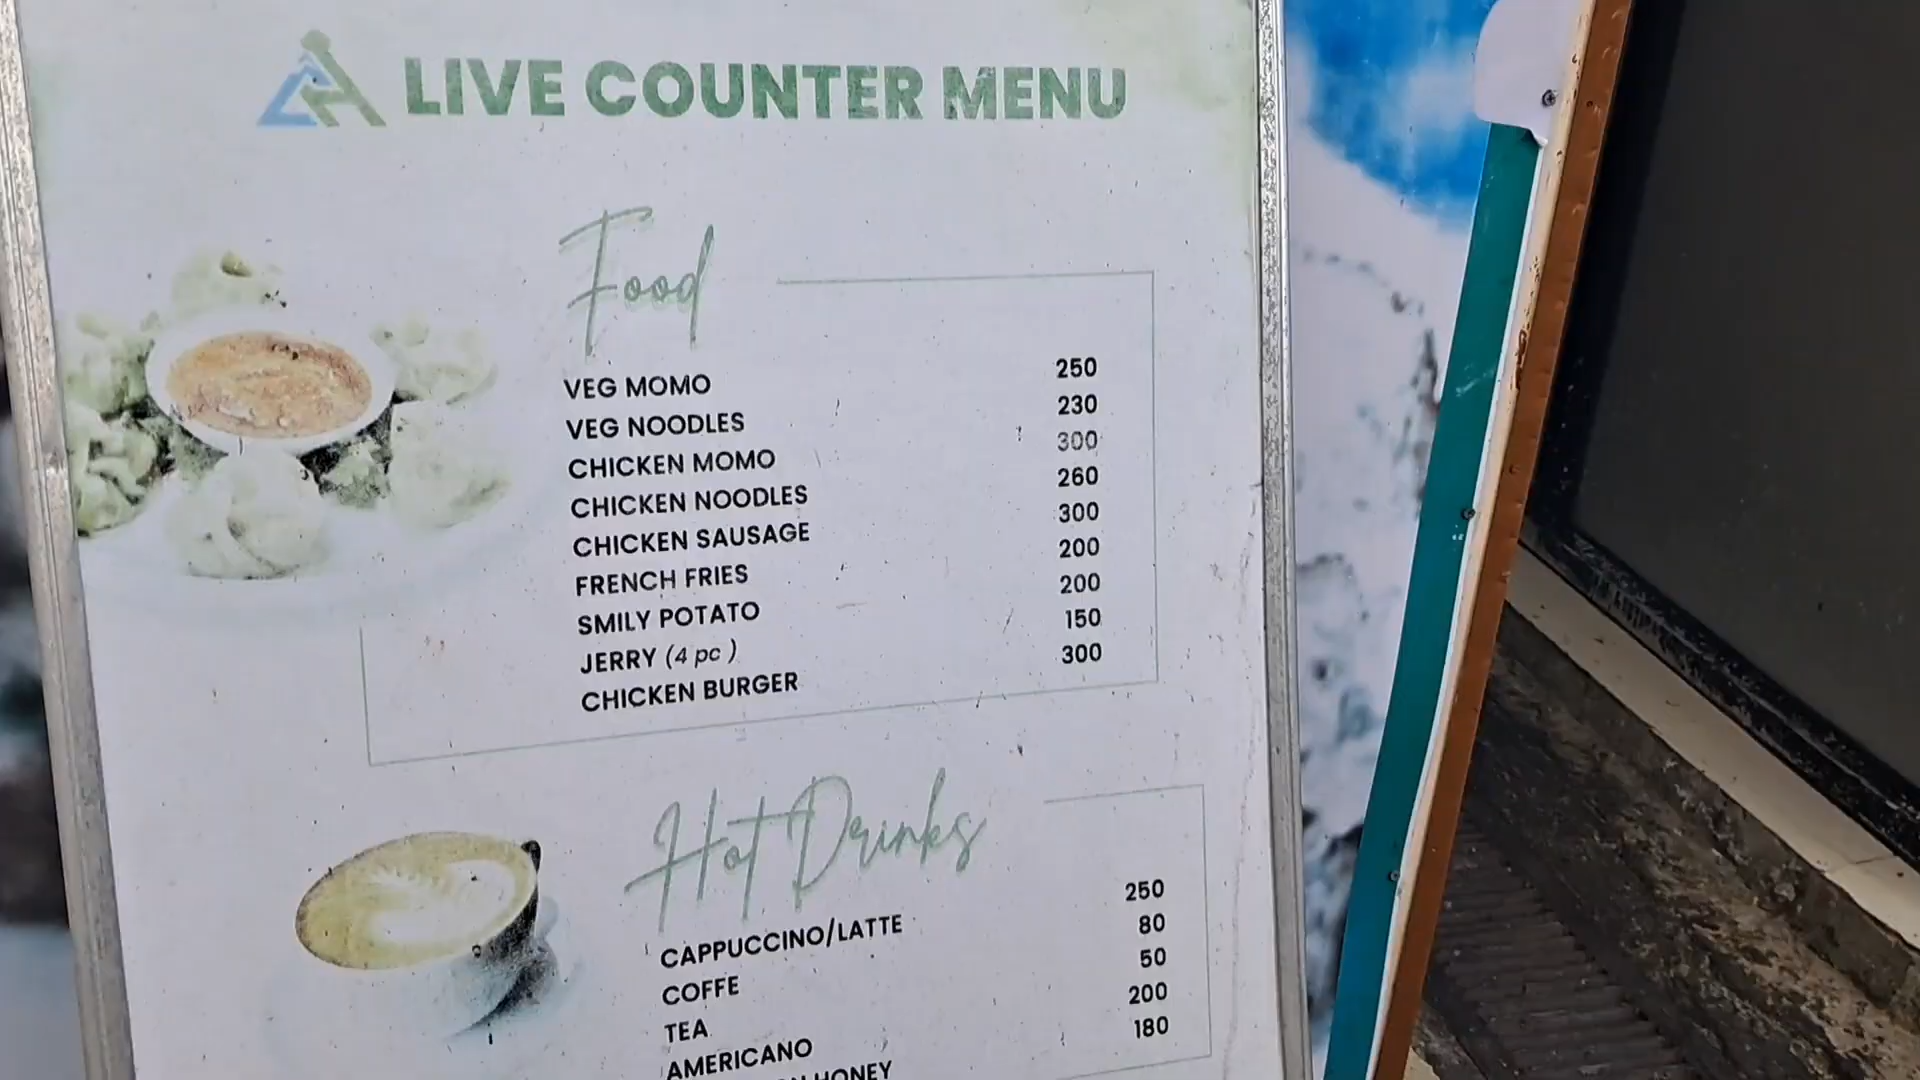 LIVE COUNTER MENU
Food
VEG MOMO 250
VEG NOODLES 230
CHICKEN MOMO 300
CHICKEN NOODLES 260
CHICKEN SAUSAGE 300
FRENCH FRIES 200
SMILY POTATO 200
JERRY (4 pc ) 150
CHICKEN BURGER 300
Hot Drinks
CAPPUCCINO/LATTE 250
COFFE 80
TEA 50
AMERICANO 200
HONEY 180